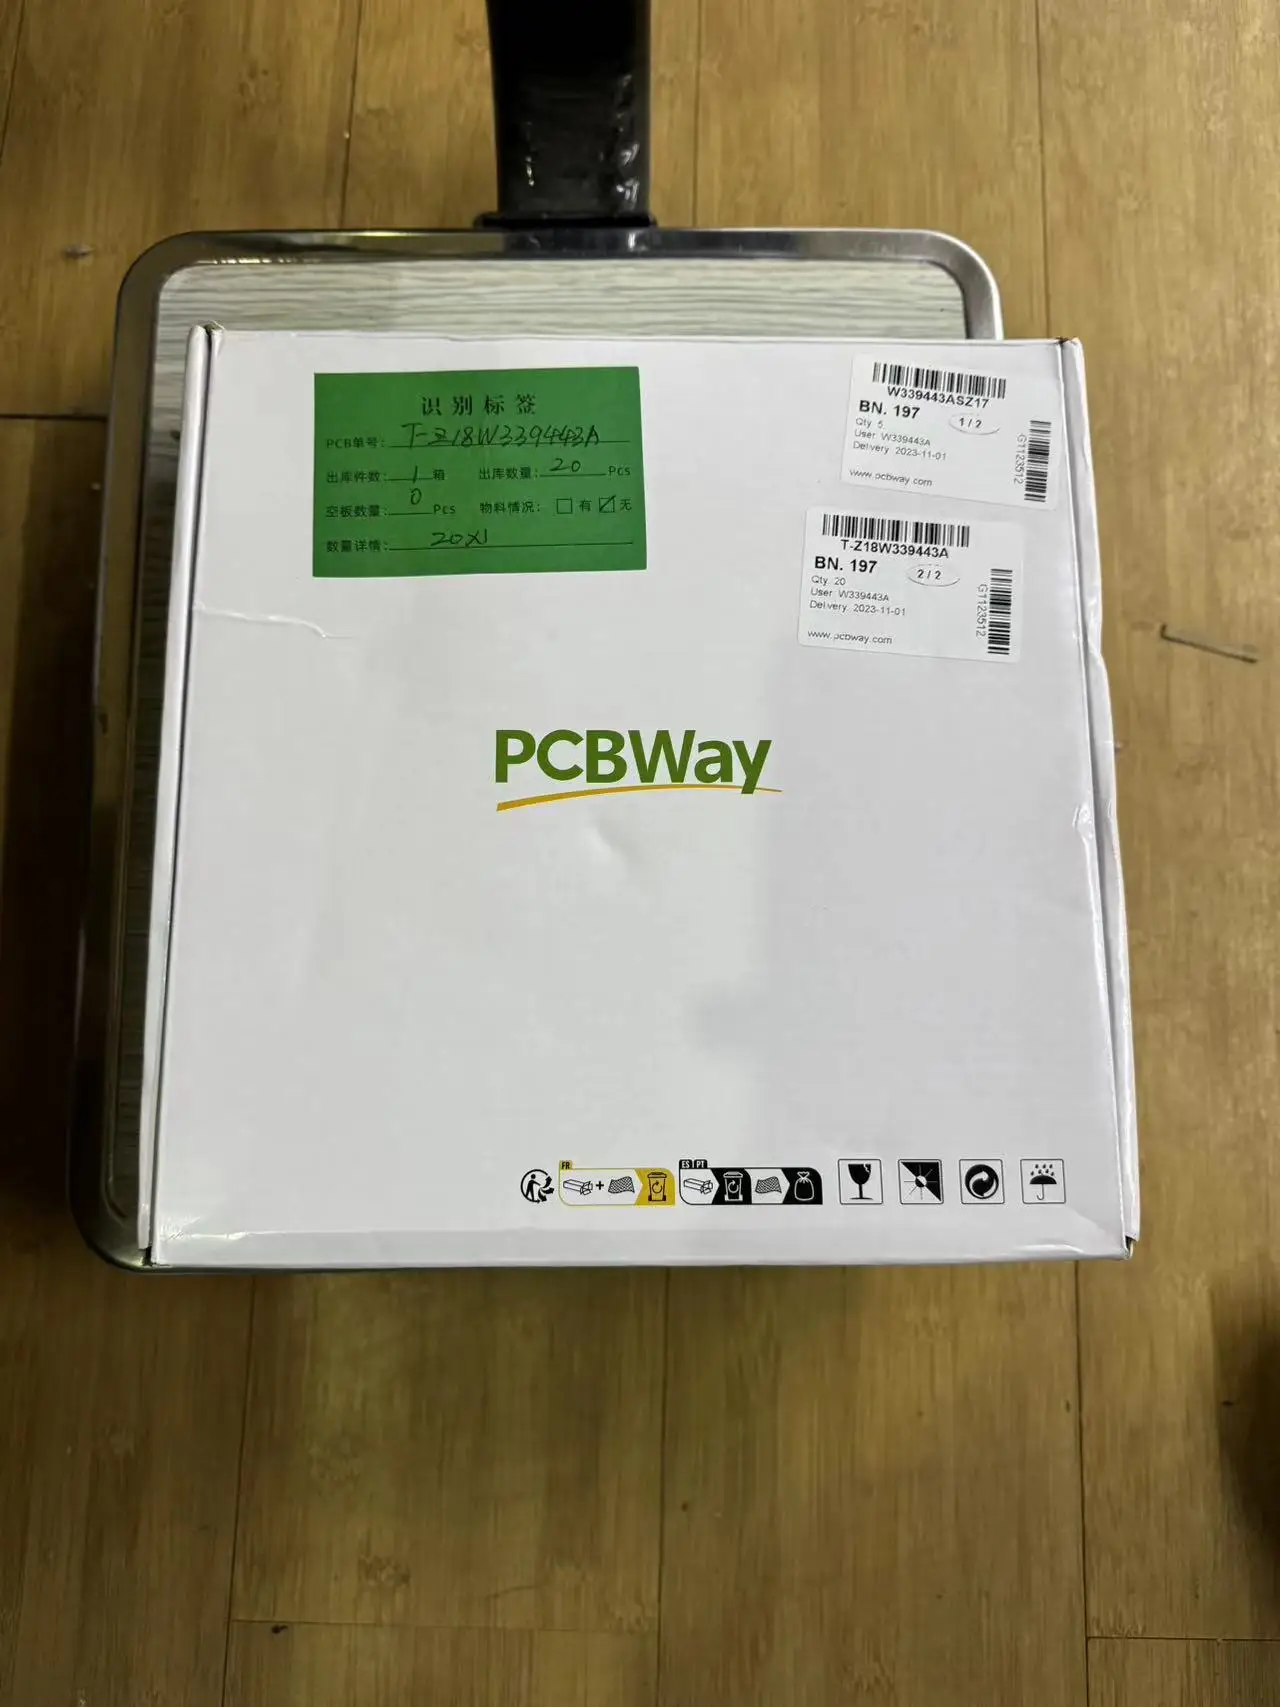 识别标签
PCB单号: T-Z18W339443A
出库件数: 1 箱 出库数量: 20 Pcs
空板数量: 0 Pcs 物料情况: 有 无
数量详情: 20X1
W339443ASZ17
BN. 197 1/2
Qty. 5
User. W339443A
Delivery. 2023-11-01
www.pcbway.com
G1123512
T-Z18W339443A
BN. 197 2/2
Qty. 20
User. W339443A
Delivery. 2023-11-01
www.pcbway.com
G1123512
PCBWay
FR
ES PT